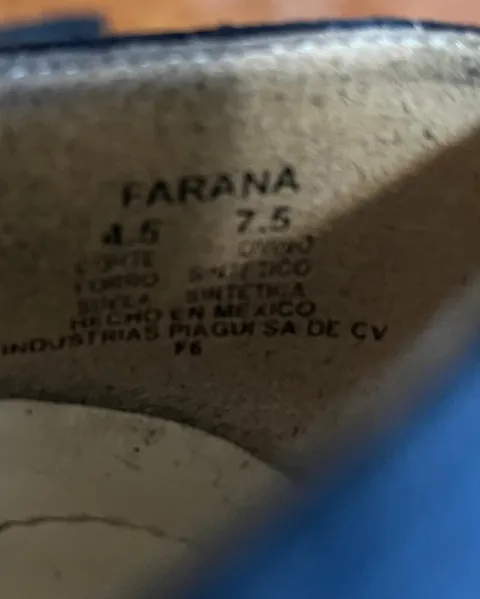 FARANA
4.5 7.5
CORTE OVINO
FORRO SINTETICO
SUELA SINTETICA
HECHO EN MEXICO
INDUSTRIAS PIAGUI SA DE CV
F6